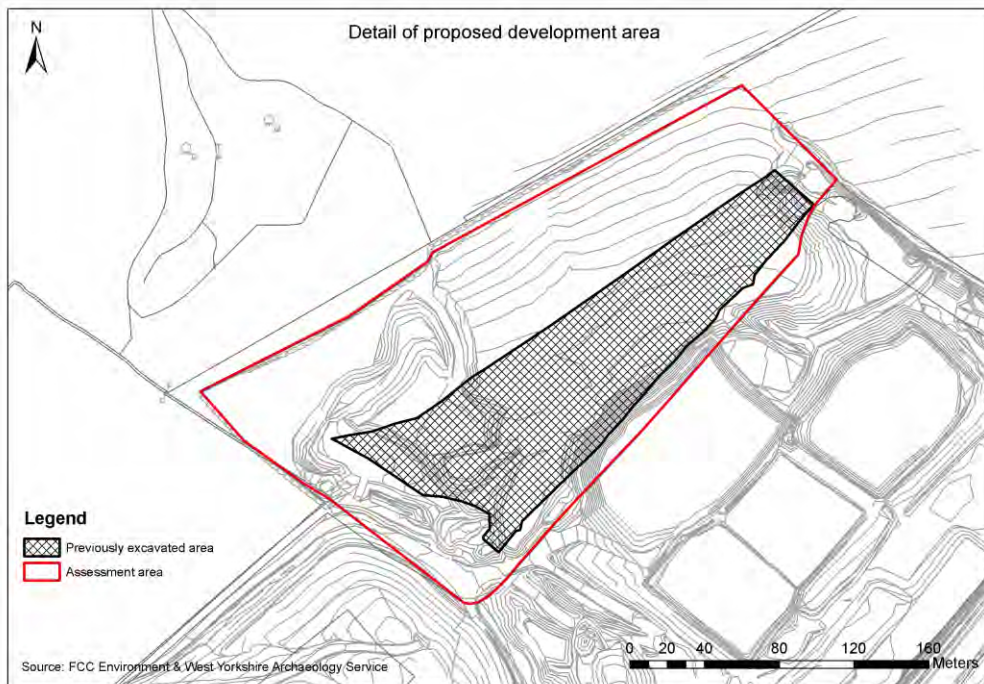 N
Detail of proposed development area
Legend
Previously excavated area
Assessment area
Source: FCC Environment & West Yorkshire Archaeology Service
0 20 40 80 120 160
Meters